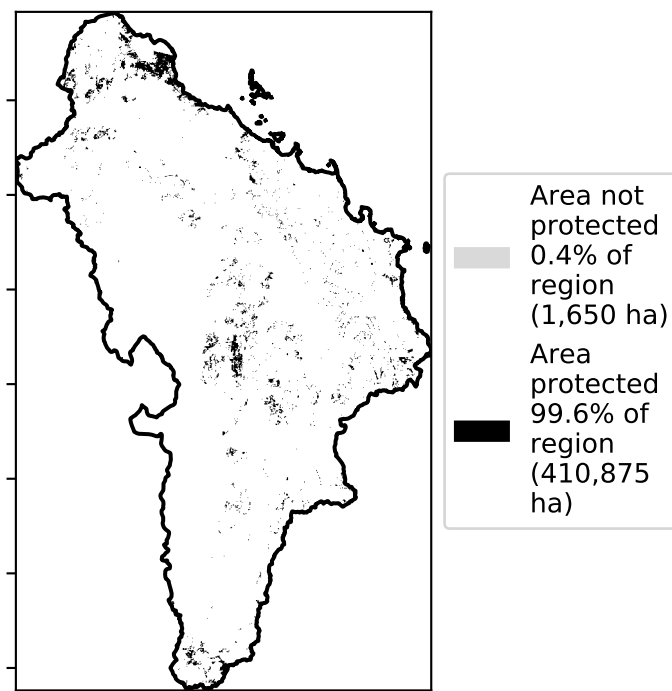 Area not
protected
0.4% of
region
(1,650 ha)
Area
protected
99.6% of
region
(410,875
ha)